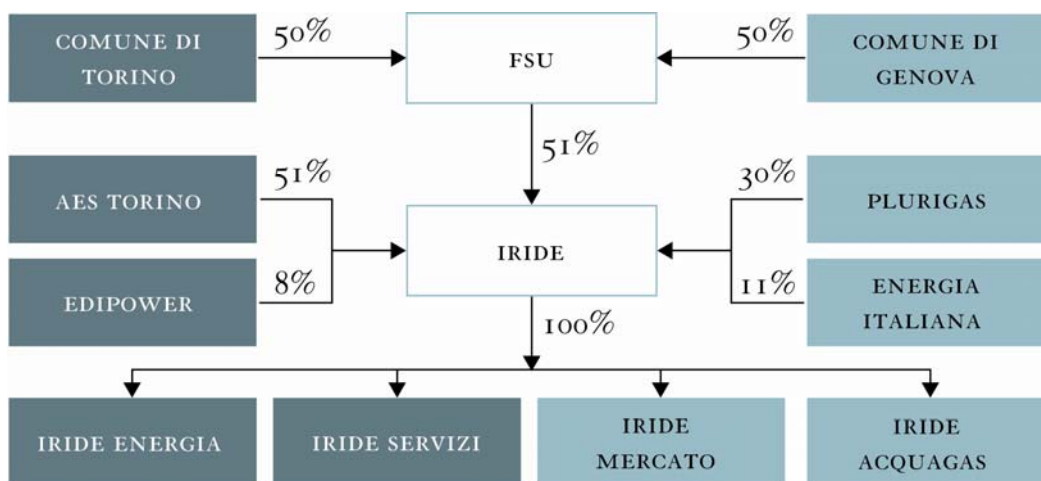 COMUNE DI
TORINO
50%
FSU
50%
COMUNE DI
GENOVA
51%
AES TORINO
51%
30%
PLURIGAS
IRIDE
EDIPOWER
8%
11%
ENERGIA
ITALIANA
100%
IRIDE ENERGIA
IRIDE SERVIZI
IRIDE
MERCATO
IRIDE
ACQUAGAS